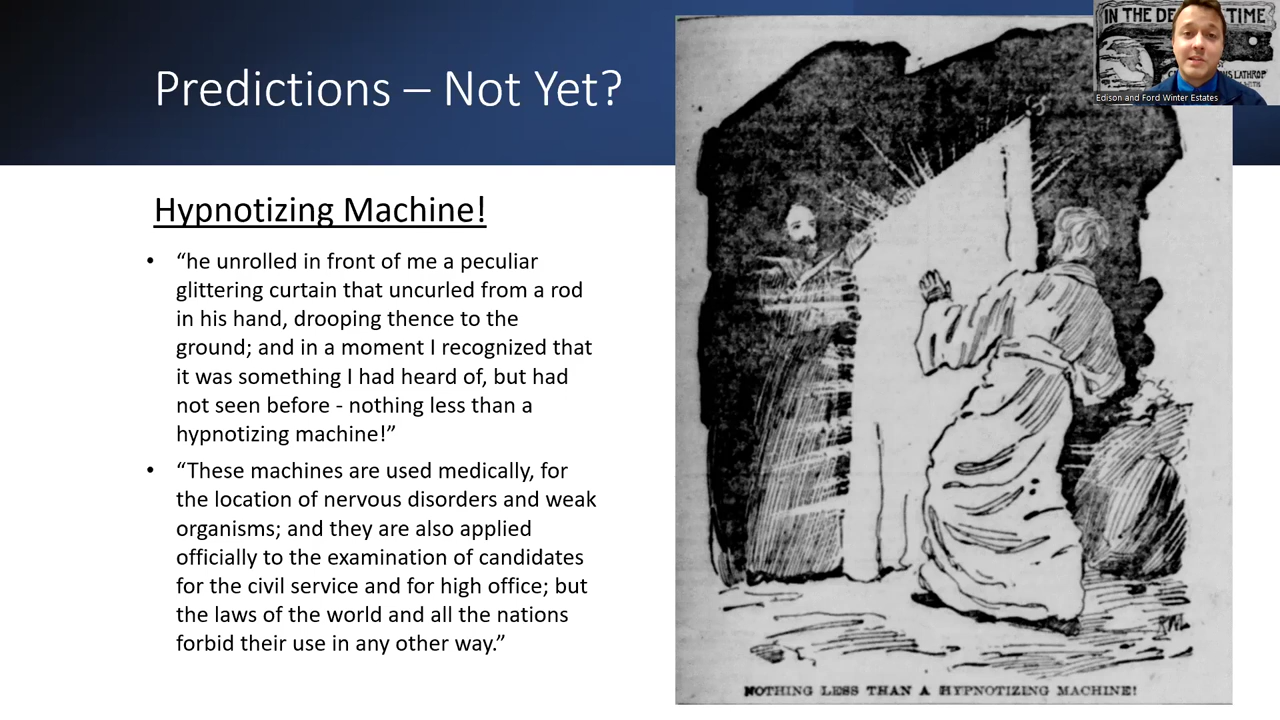 Predictions – Not Yet?
Hypnotizing Machine!
• “he unrolled in front of me a peculiar
glittering curtain that uncurled from a rod
in his hand, drooping thence to the
ground; and in a moment I recognized that
it was something I had heard of, but had
not seen before - nothing less than a
hypnotizing machine!”
• “These machines are used medically, for
the location of nervous disorders and weak
organisms; and they are also applied
officially to the examination of candidates
for the civil service and for high office; but
the laws of the world and all the nations
forbid their use in any other way.”
NOTHING LESS THAN A HYPNOTIZING MACHINE!
IN THE TIME
LATHROP
Edison and Ford Winter Estates